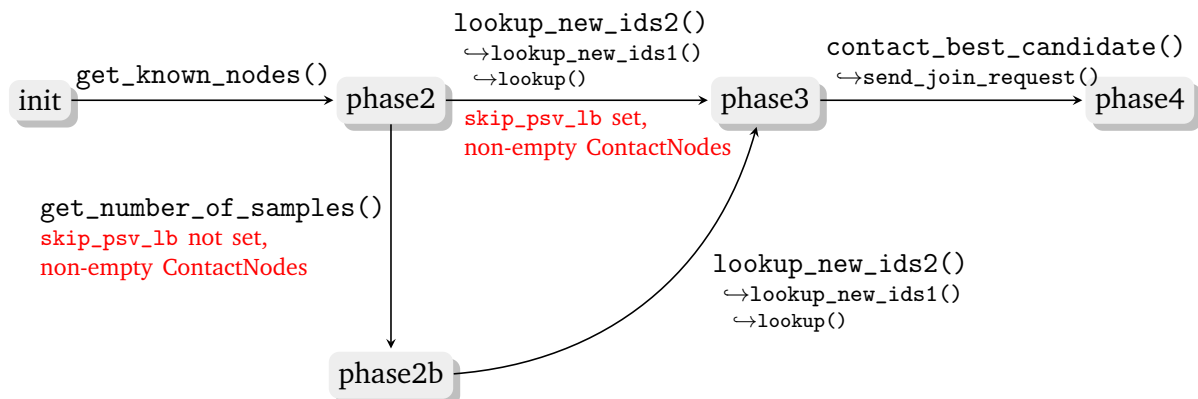 lookup_new_ids2()
↪lookup_new_ids1()
↪lookup()
contact_best_candidate()
↪send_join_request()
get_known_nodes()
init
phase2
phase3
phase4
skip_psv_lb set,
non-empty ContactNodes
get_number_of_samples()
skip_psv_lb not set,
non-empty ContactNodes
lookup_new_ids2()
↪lookup_new_ids1()
↪lookup()
phase2b